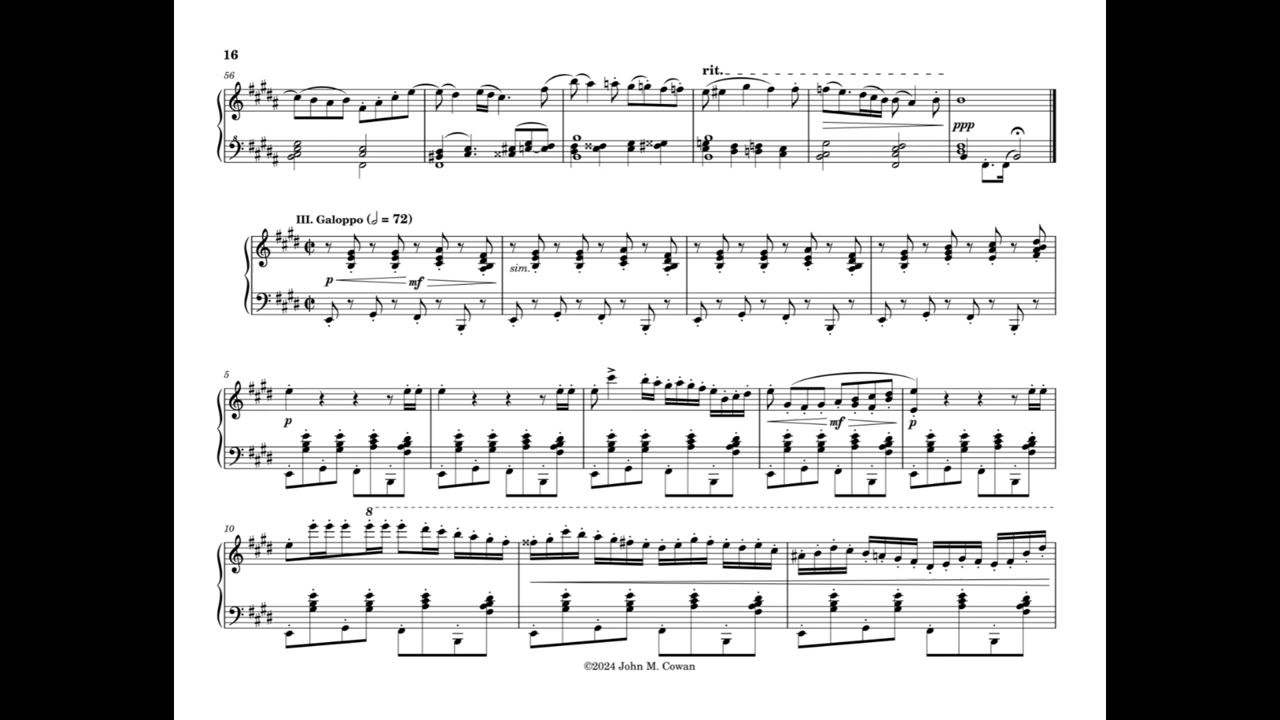 16
56
rit.
ppp
III. Galoppo (𝅗𝅥 = 72)
p mf sim.
5
p mf p
8
10
©2024 John M. Cowan